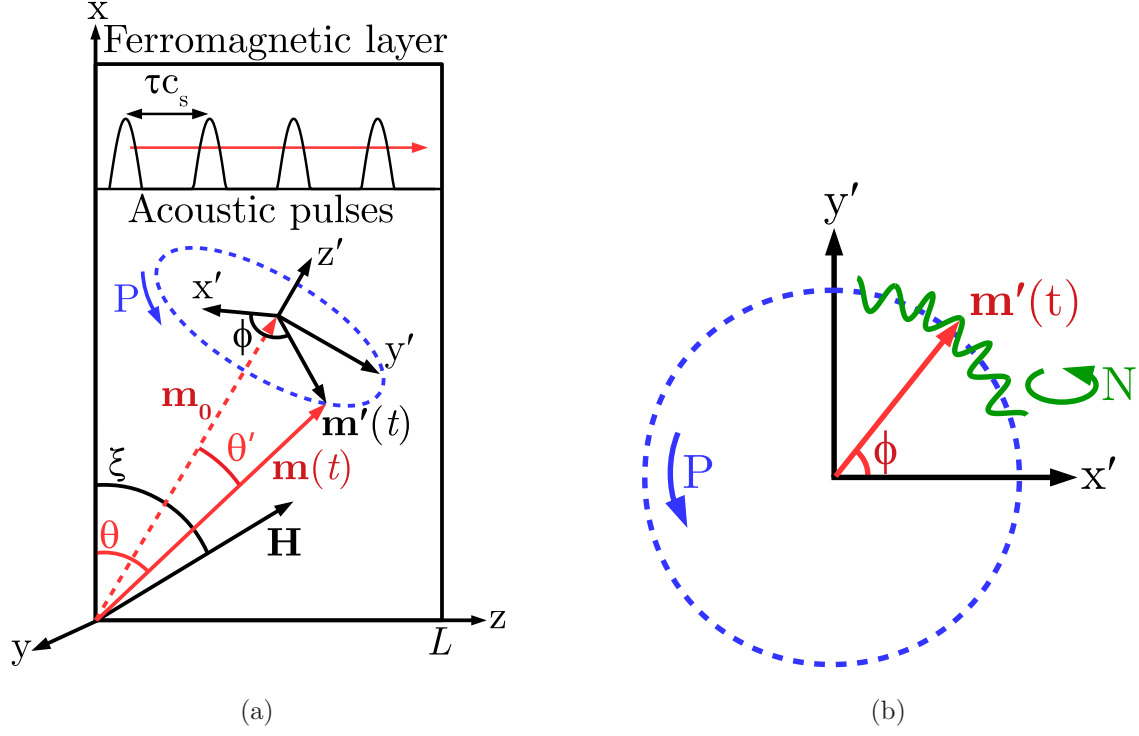 x
Ferromagnetic layer
τc_s
Acoustic pulses
z′
x′
P
ϕ
y′
m₀
m′(t)
θ′
ξ
m(t)
θ
H
z
y
L
(a)
y′
m′(t)
N
ϕ
P
x′
(b)